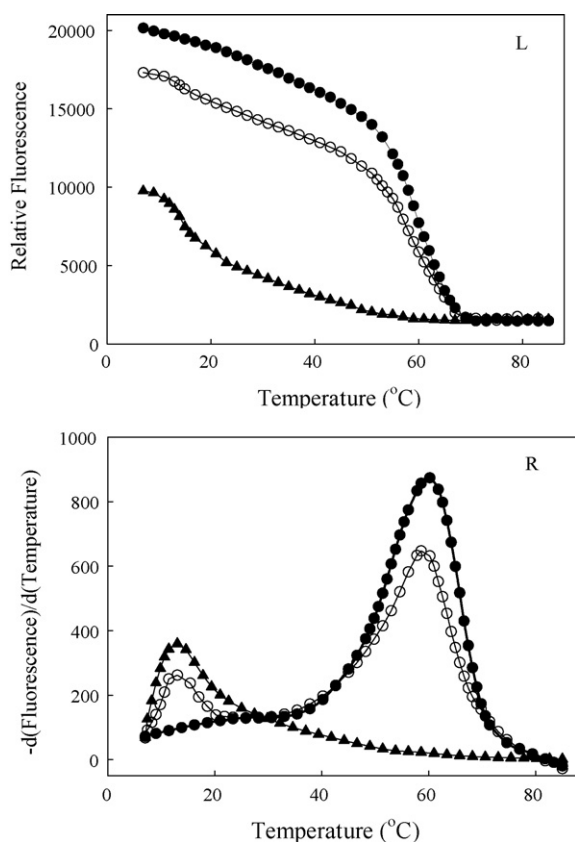 L
20000
15000
10000
5000
0
Relative Fluorescence
0 20 40 60 80
Temperature (°C)
R
1000
800
600
400
200
0
-d(Fluorescence)/d(Temperature)
0 20 40 60 80
Temperature (°C)